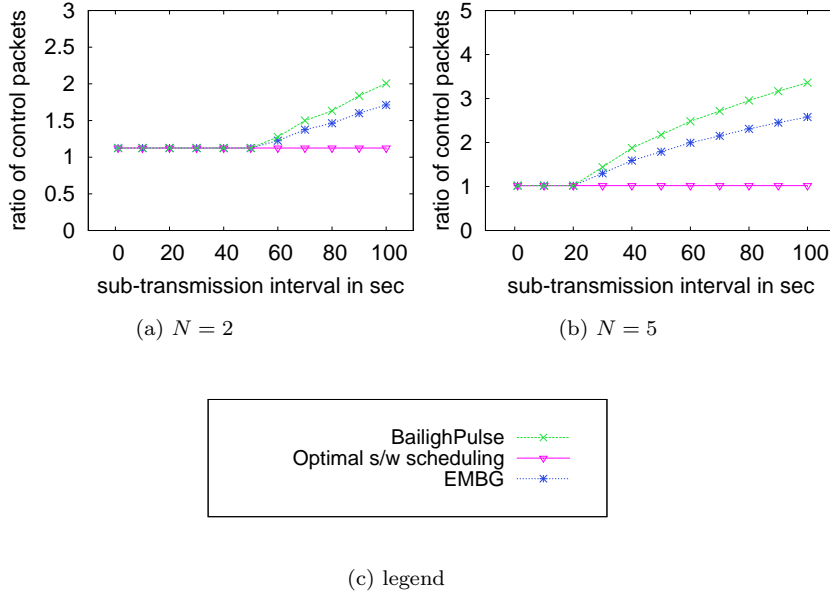 3
2.5
2
1.5
1
0.5
0
ratio of control packets
0 20 40 60 80 100
sub-transmission interval in sec
(a) N = 2
5
4
3
2
1
0
ratio of control packets
0 20 40 60 80 100
sub-transmission interval in sec
(b) N = 5
BailighPulse
Optimal s/w scheduling
EMBG
(c) legend